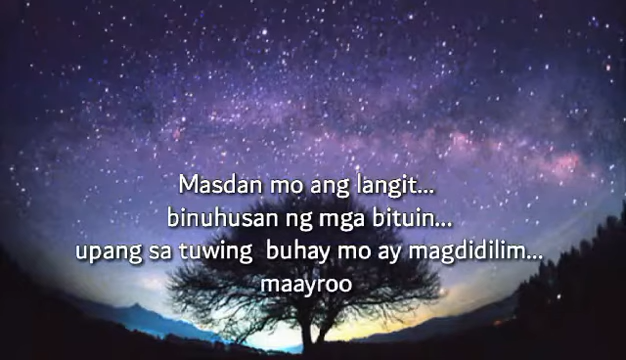 Masdan mo ang langit...
binuhusan ng mga bituin...
upang sa tuwing buhay mo ay magdidilim...
maayroo